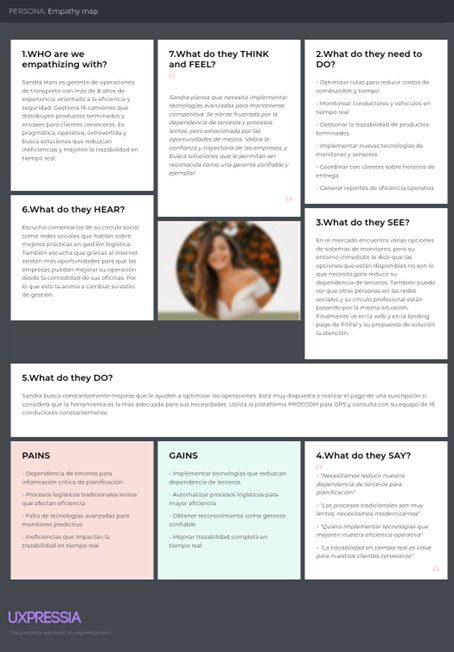 PERSONA: Empathy map
1.WHO are we
empathizing with?
Sandra Haro es gerente de operaciones
de transporte con más de 8 años de
experiencia, orientada a la eficiencia y
seguridad. Gestiona 16 camiones que
distribuyen productos terminados y
envases para clientes cerveceros. Es
pragmática, operativa, extrovertida y
busca soluciones que reduzcan
ineficiencias y mejoren la trazabilidad en
tiempo real.
7.What do they THINK
and FEEL?
“
Sandra piensa que necesita implementar
tecnologías avanzadas para mantenerse
competitiva. Se siente frustrada por la
dependencia de terceros y procesos
lentos, pero emocionada por las
oportunidades de mejora. Valora la
confianza y trayectoria de las empresas, y
busca soluciones que le permitan ser
reconocida como una gerente confiable y
ejemplar.
”
2.What do they need to
DO?
- Optimizar rutas para reducir costos de
combustible y tiempo
- Monitorear conductores y vehículos en
tiempo real
- Gestionar la trazabilidad de productos
terminados
- Implementar nuevas tecnologías de
monitoreo y sensores
- Coordinar con clientes sobre horarios de
entrega
- Generar reportes de eficiencia operativa
6.What do they HEAR?
Escucha comentarios de su círculo social
como redes sociales que hablan sobre
mejores prácticas en gestión logística.
También escucha que gracias al internet
existen más oportunidades para que las
empresas puedan mejorar su operación
desde la comodidad de sus oficinas. Por
lo que esto la anima a cambiar su estilo
de gestión.
3.What do they SEE?
En el mercado encuentra varias opciones
de sistemas de monitoreo, pero su
entorno inmediato le dice que las
opciones que están disponibles no son lo
que necesita para reducir su
dependencia de terceros. También puede
ver que otras personas en las redes
sociales y su círculo profesional están
pasando por la misma situación.
Finalmente ve en la web y en la landing
page de FitPal y su propuesta de solución
la atención.
5.What do they DO?
Sandra busca constantemente mejoras que le ayuden a optimizar las operaciones. Está muy dispuesta a realizar el pago de una suscripción si
considera que la herramienta es la más adecuada para sus necesidades. Utiliza la plataforma PROTCOM para GPS y consulta con su equipo de 16
conductores constantemente.
PAINS
- Dependencia de terceros para
información crítica de planificación
- Procesos logísticos tradicionales lentos
que afectan eficiencia
- Falta de tecnologías avanzadas para
monitoreo predictivo
- Ineficiencias que impactan la
trazabilidad en tiempo real
GAINS
- Implementar tecnologías que reduzcan
dependencia de terceros
- Automatizar procesos logísticos para
mayor eficiencia
- Obtener reconocimiento como gerente
confiable
- Mejorar trazabilidad completa en
tiempo real
4.What do they SAY?
“
- "Necesitamos reducir nuestra
dependencia de terceros para
planificación"
- "Los procesos tradicionales son muy
lentos, necesitamos modernizarnos"
- "Quiero implementar tecnologías que
mejoren nuestra eficiencia operativa"
- "La trazabilidad en tiempo real es clave
para nuestros clientes cerveceros"
”
UXPRESSIA
This persona was built in uxpressia.com